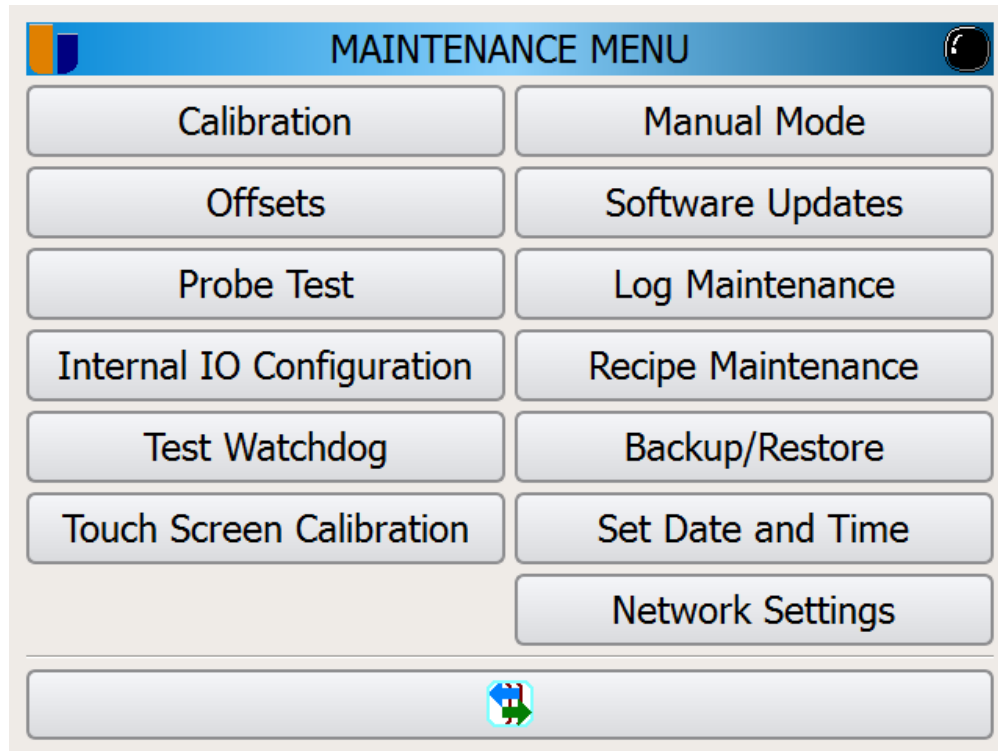 MAINTENANCE MENU
Calibration
Manual Mode
Offsets
Software Updates
Probe Test
Log Maintenance
Internal IO Configuration
Recipe Maintenance
Test Watchdog
Backup/Restore
Touch Screen Calibration
Set Date and Time
Network Settings